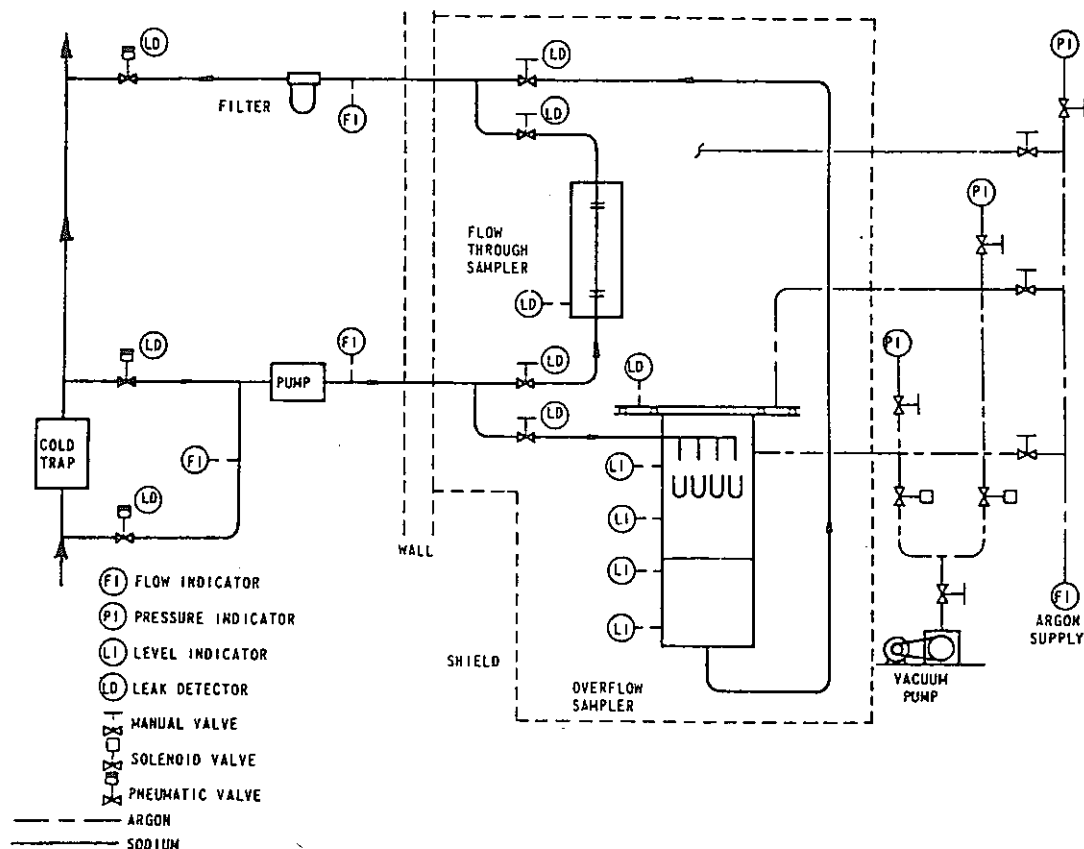 LD
PI
LD
FILTER
FI
LD
PI
FLOW
THROUGH
SAMPLER
LD
LD
FI
LD
PI
LD
PUMP
LD
COLD
TRAP
FI
LI
LD
LI
WALL
LI
FI FLOW INDICATOR
FI
PI PRESSURE INDICATOR
LI
ARGON
SUPPLY
LI LEVEL INDICATOR
SHIELD
LD LEAK DETECTOR
OVERFLOW
SAMPLER
VACUUM
PUMP
MANUAL VALVE
SOLENOID VALVE
PNEUMATIC VALVE
ARGON
SODIUM